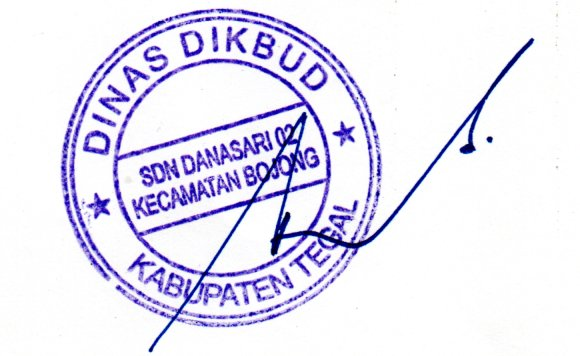 DINAS DIKBUD
SDN DANASARI 02
KECAMATAN BOJONG
KABUPATEN TEGAL